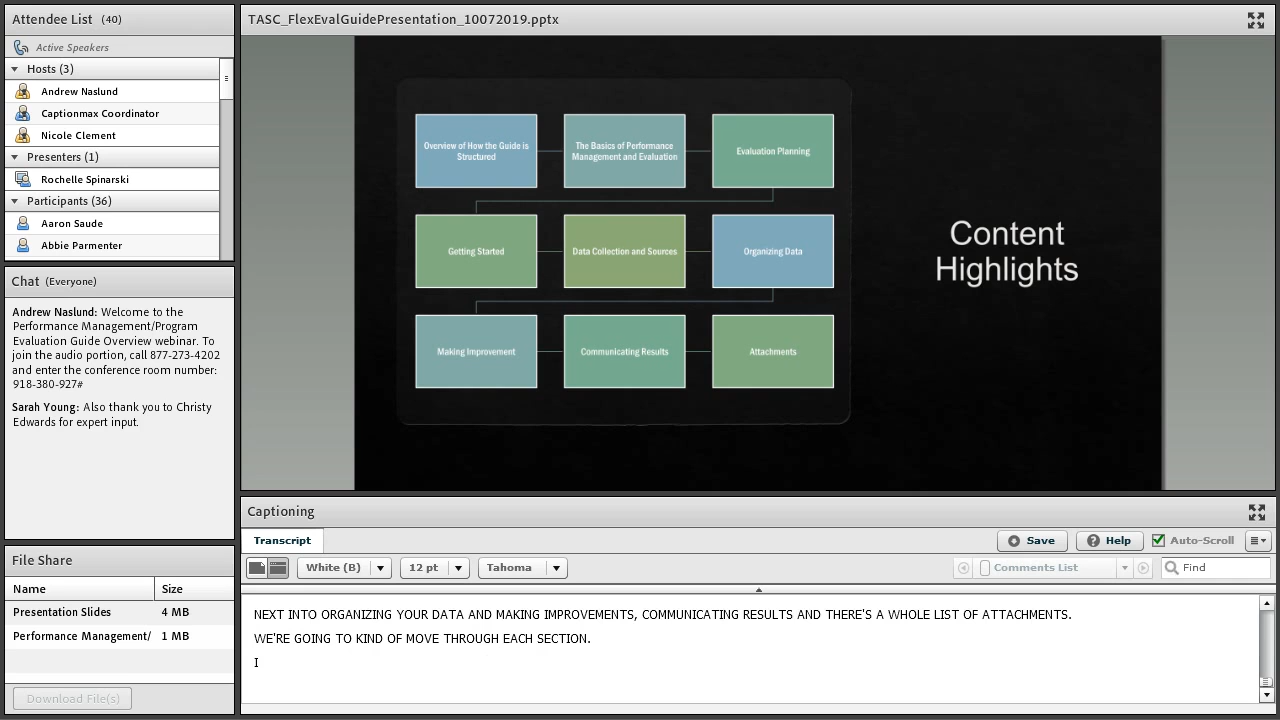 Attendee List (40)
Active Speakers
Hosts (3)
Andrew Naslund
Captionmax Coordinator
Nicole Clement
Presenters (1)
Rochelle Spinarski
Participants (36)
Aaron Saude
Abbie Parmenter
Chat (Everyone)
Andrew Naslund: Welcome to the
Performance Management/Program
Evaluation Guide Overview webinar. To
join the audio portion, call 877-273-4202
and enter the conference room number:
918-380-927#
Sarah Young: Also thank you to Christy
Edwards for expert input.
File Share
Name Size
Presentation Slides 4 MB
Performance Management/ 1 MB
Download File(s)
TASC_FlexEvalGuidePresentation_10072019.pptx
Overview of How the Guide is
Structured
The Basics of Performance
Management and Evaluation
Evaluation Planning
Getting Started
Data Collection and Sources
Organizing Data
Making Improvement
Communicating Results
Attachments
Content
Highlights
Captioning
Transcript
Save
Help
Auto-Scroll
White (B)
12 pt
Tahoma
Comments List
Find
NEXT INTO ORGANIZING YOUR DATA AND MAKING IMPROVEMENTS, COMMUNICATING RESULTS AND THERE'S A WHOLE LIST OF ATTACHMENTS.
WE'RE GOING TO KIND OF MOVE THROUGH EACH SECTION.
I